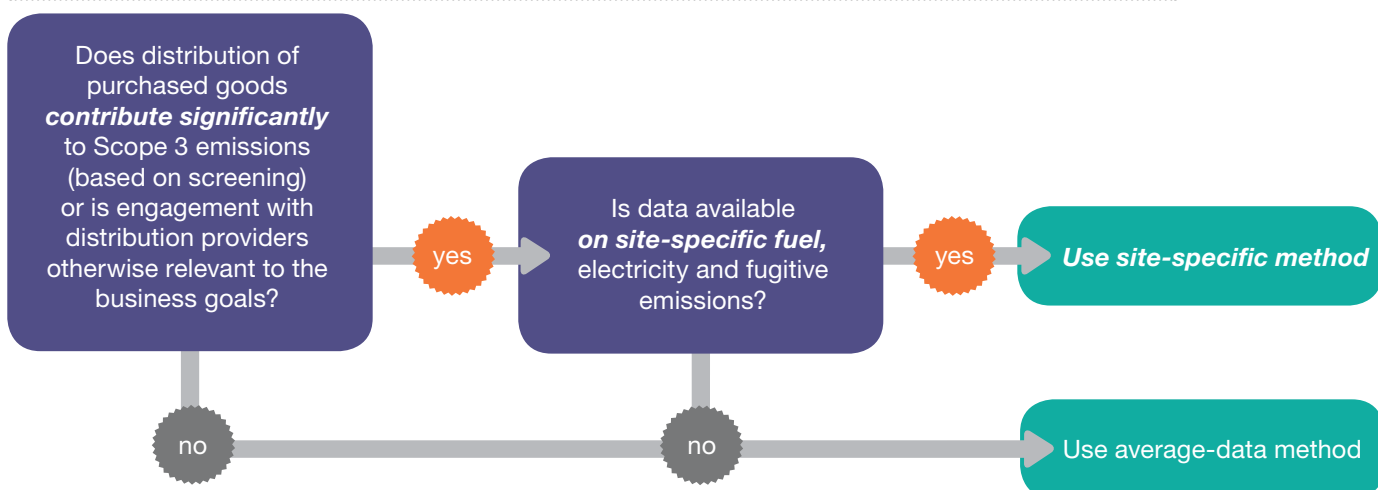 Does distribution of
purchased goods
contribute significantly
to Scope 3 emissions
(based on screening)
or is engagement with
distribution providers
otherwise relevant to the
business goals?
yes
Is data available
on site-specific fuel,
electricity and fugitive
emissions?
yes
Use site-specific method
no
no
Use average-data method